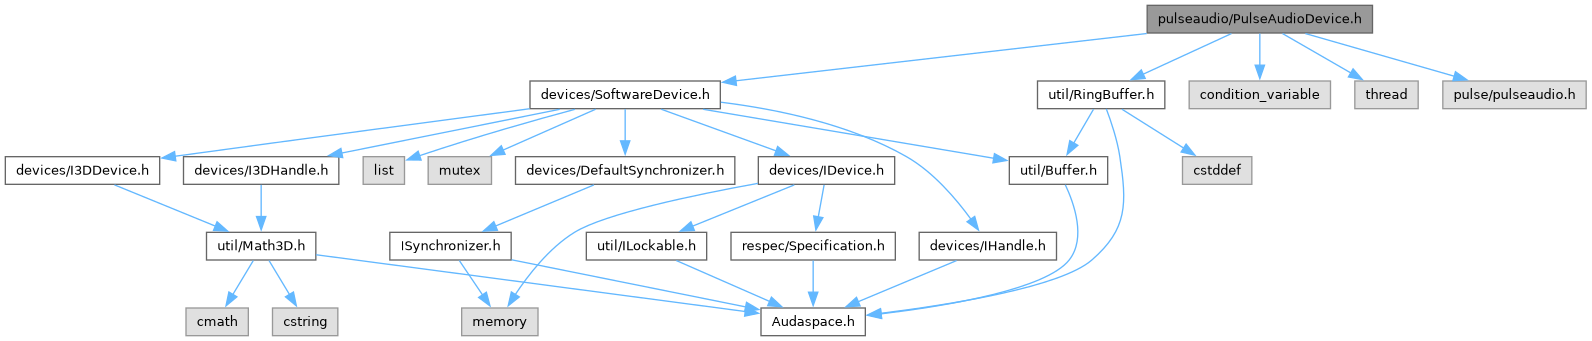 pulseaudio/PulseAudioDevice.h
devices/SoftwareDevice.h
util/RingBuffer.h
condition_variable
thread
pulse/pulseaudio.h
devices/I3DDevice.h
devices/I3DHandle.h
list
mutex
devices/DefaultSynchronizer.h
devices/IDevice.h
util/Buffer.h
cstddef
util/Math3D.h
ISynchronizer.h
util/ILockable.h
respec/Specification.h
devices/IHandle.h
cmath
cstring
memory
Audaspace.h